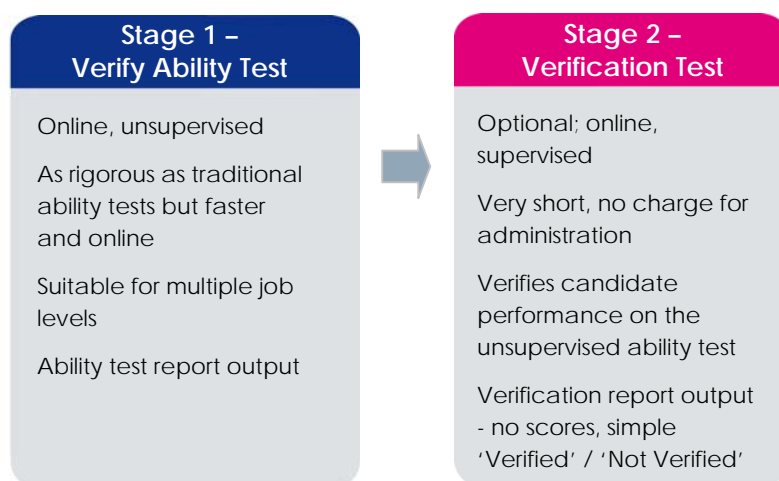 Stage 1 –
Verify Ability Test
Online, unsupervised
As rigorous as traditional
ability tests but faster
and online
Suitable for multiple job
levels
Ability test report output
Stage 2 –
Verification Test
Optional; online,
supervised
Very short, no charge for
administration
Verifies candidate
performance on the
unsupervised ability test
Verification report output
- no scores, simple
‘Verified’ / ‘Not Verified’